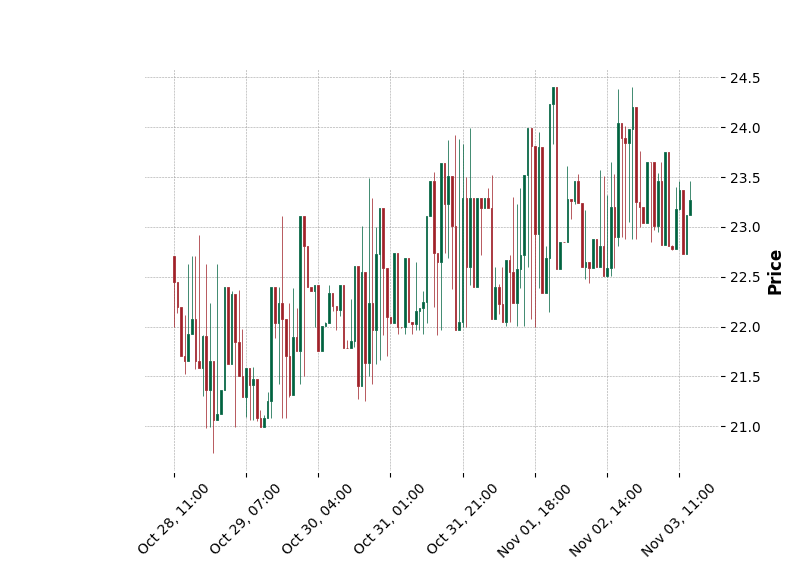 24.5
24.0
23.5
23.0
22.5
22.0
21.5
21.0
Price
Oct 28, 11:00
Oct 29, 07:00
Oct 30, 04:00
Oct 31, 01:00
Oct 31, 21:00
Nov 01, 18:00
Nov 02, 14:00
Nov 03, 11:00